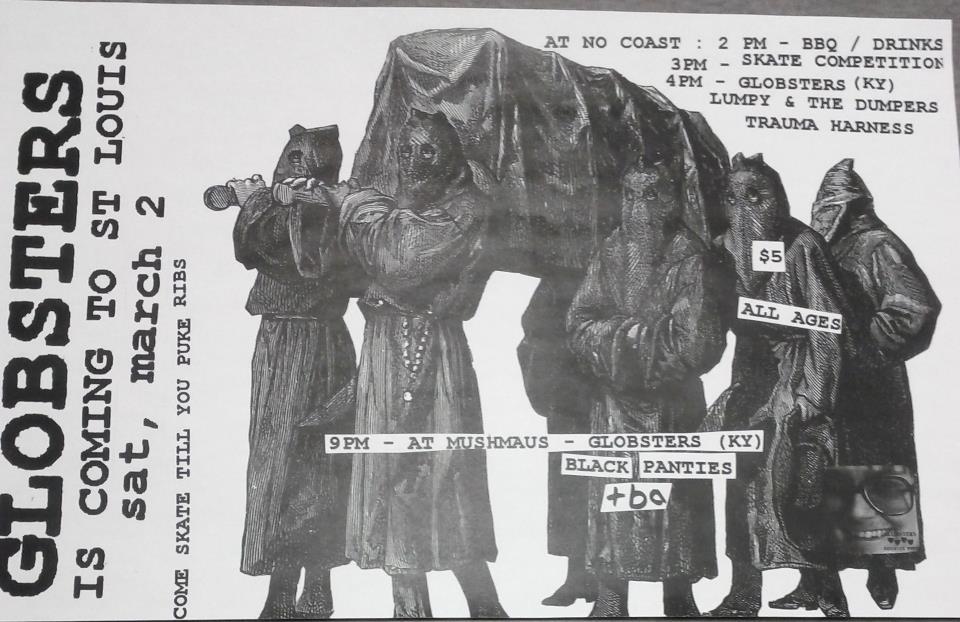 GLOBSTERS
IS COMING TO ST LOUIS
sat, march 2
COME SKATE TILL YOU PUKE RIBS
AT NO COAST : 2 PM - BBQ / DRINKS
3PM - SKATE COMPETITION
4PM - GLOBSTERS (KY)
LUMPY & THE DUMPERS
TRAUMA HARNESS
$5
ALL AGES
9PM - AT MUSHMAUS - GLOBSTERS (KY)
BLACK PANTIES
+ba
GLOBSTERS